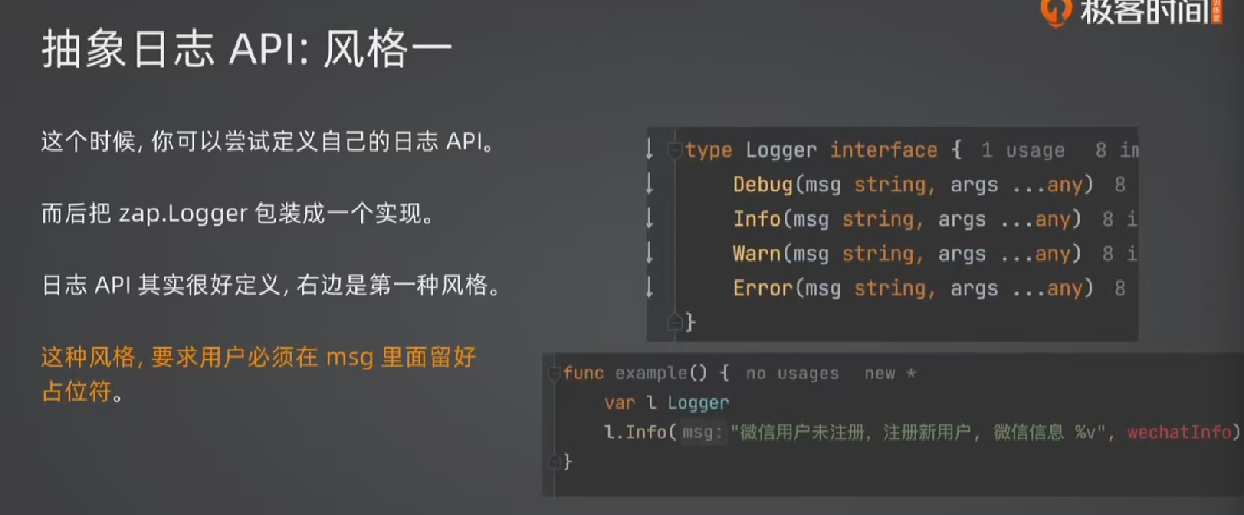 极客时间
抽象日志 API: 风格一
这个时候, 你可以尝试定义自己的日志 API。
而后把 zap.Logger 包装成一个实现。
日志 API 其实很好定义, 右边是第一种风格。
这种风格, 要求用户必须在 msg 里面留好
占位符。
type Logger interface { 1 usage 8 im
Debug(msg string, args ...any) 8
Info(msg string, args ...any) 8 i
Warn(msg string, args ...any) 8 i
Error(msg string, args ...any) 8
}
func example() { no usages new *
var l Logger
l.Info( msg: "微信用户未注册, 注册新用户, 微信信息 %v", wechatInfo)
}